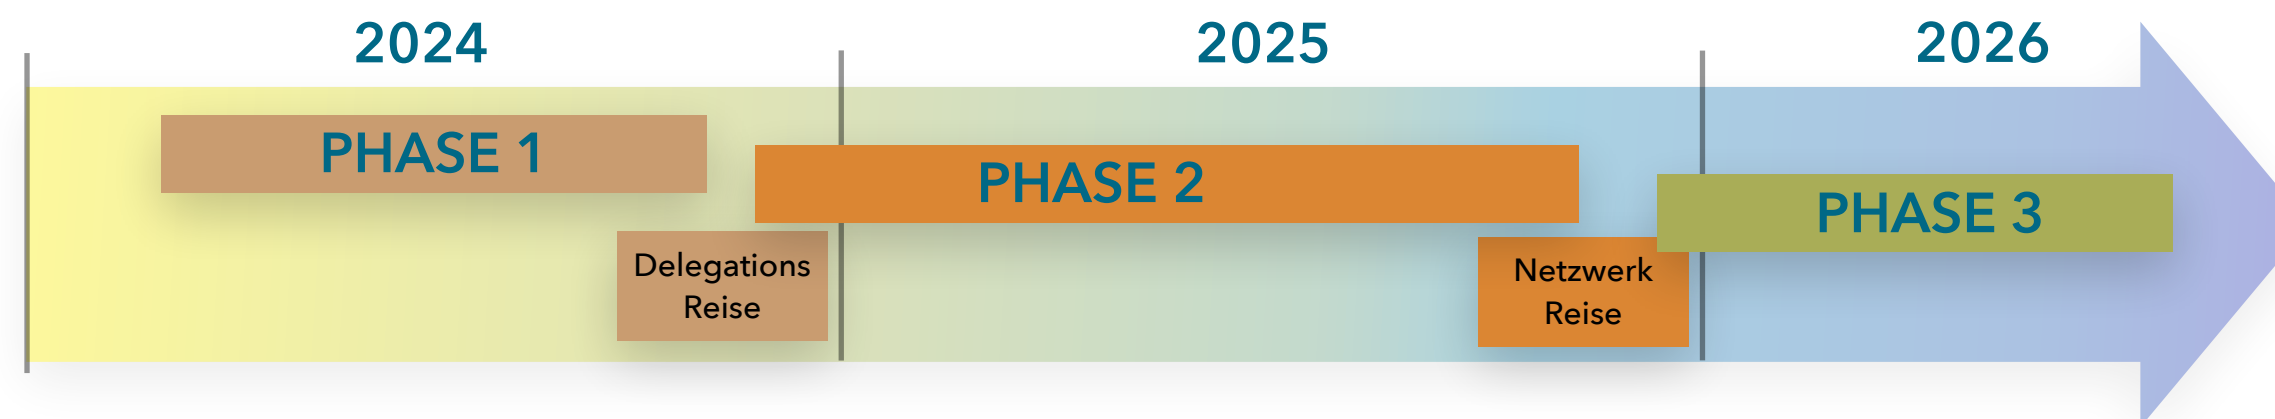 2024
2025
2026
PHASE 1
PHASE 2
PHASE 3
Delegations
Reise
Netzwerk
Reise